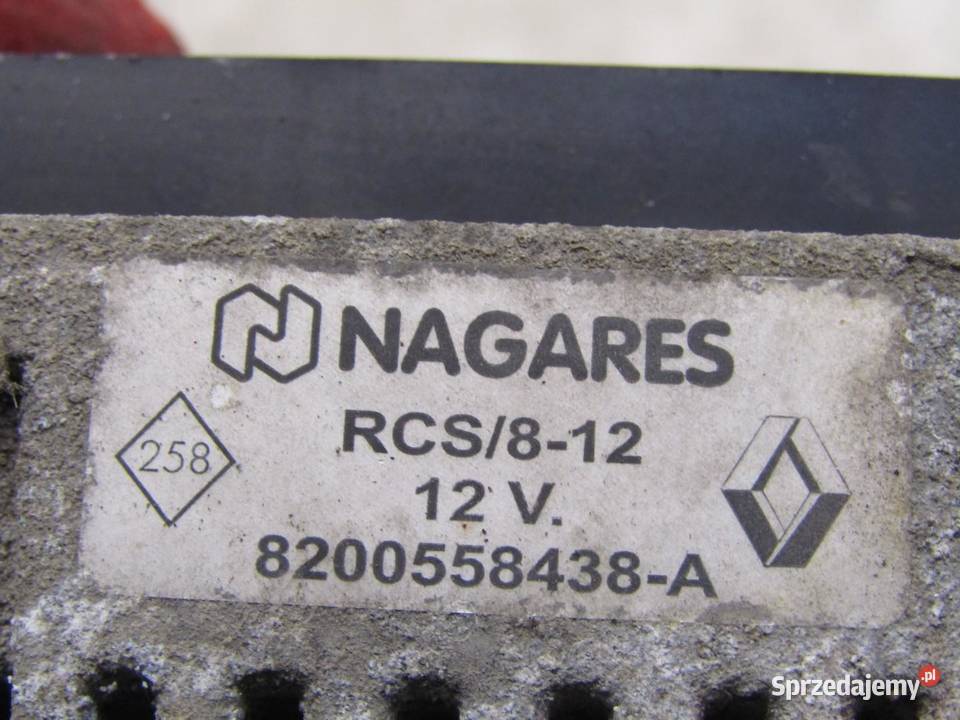 NAGARES
RCS/8-12
258
12 V.
8200558438-A
Sprzedajemy.pl